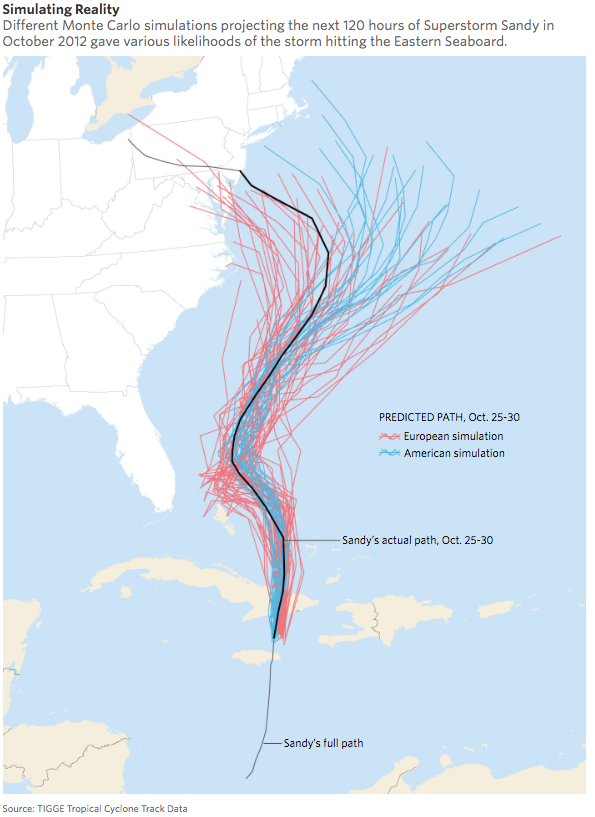 Simulating Reality
Different Monte Carlo simulations projecting the next 120 hours of Superstorm Sandy in
October 2012 gave various likelihoods of the storm hitting the Eastern Seaboard.
PREDICTED PATH, Oct. 25-30
European simulation
American simulation
Sandy's actual path, Oct. 25-30
Sandy's full path
Source: TIGGE Tropical Cyclone Track Data